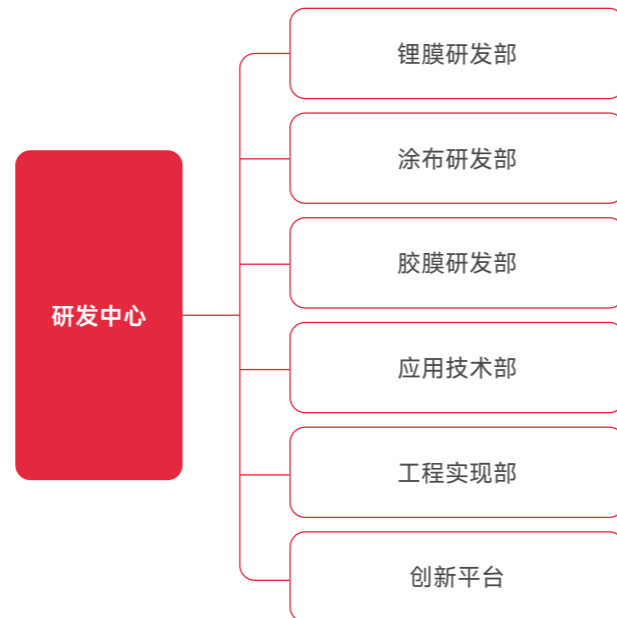 研发中心
锂膜研发部
涂布研发部
胶膜研发部
应用技术部
工程实现部
创新平台